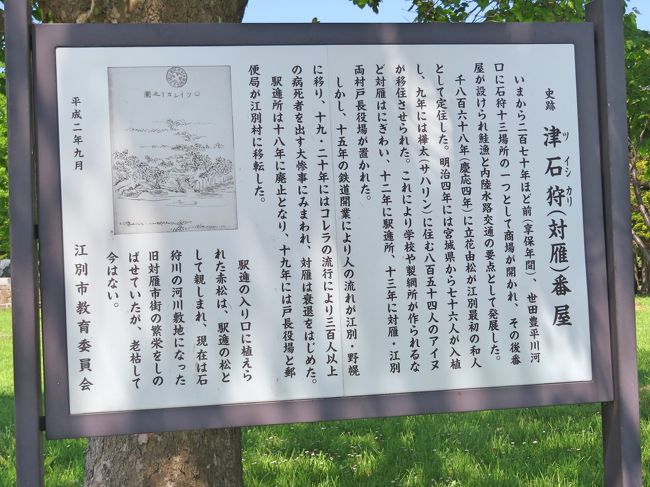 史跡 津石狩(対雁)番屋
ツイシカリ
いまから二百七十年ほど前(享保年間)、世田豊平川河
口に石狩十三場所の一つとして商場が開かれ、その後番
屋が設けられ鮭漁と内陸水路交通の要点として発展した。
千八百六十八年(慶応四年)に立花由松が江別最初の和人
として定住した。明治四年には宮城県から七十六人が入植
し、九年には樺太(サハリン)に住む八百五十四人のアイヌ
が移住させられた。これにより学校や製網所が作られるな
ど対雁はにぎわい、十二年に駅逓所、十三年に対雁・江別
両村戸長役場が置かれた。
しかし、十五年の鉄道開業により人の流れが江別・野幌
に移り、十九・二十年にはコレラの流行により三百人以上
の病死者を出す大惨事にみまわれ、対雁は衰退をはじめた。
駅逓所は十八年に廃止となり、十九年には戸長役場と郵
便局が江別村に移転した。
駅逓の入り口に植えら
れた赤松は、駅逓の松と
して親しまれ、現在は石
狩川の河川敷地になった
旧対雁市街の繁栄をしの
ばせていたが、老枯して
今はない。
平成二年九月
江別市教育委員会
ツイシカリ之圖